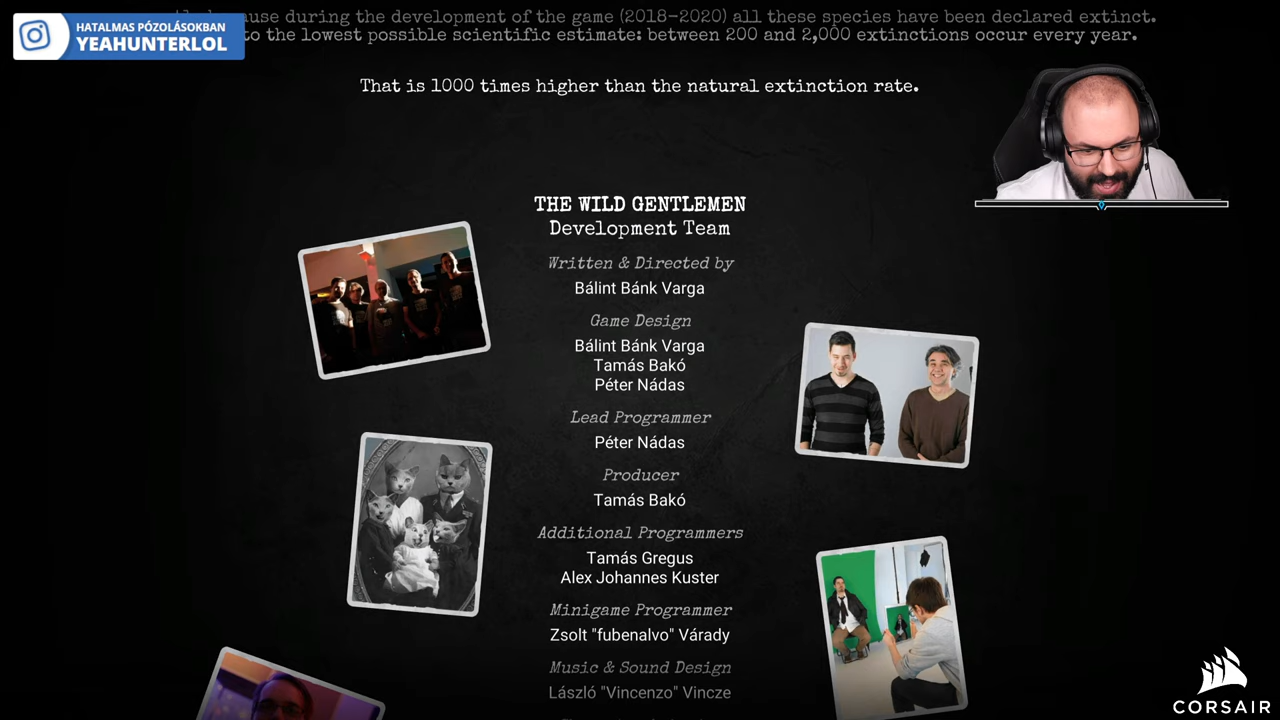 because during the development of the game (2018-2020) all these species have been declared extinct.
to the lowest possible scientific estimate: between 200 and 2,000 extinctions occur every year.
HATALMAS PÓZOLÁSOKBAN
YEAHUNTERLOL
That is 1000 times higher than the natural extinction rate.
THE WILD GENTLEMEN
Development Team
Written & Directed by
Bálint Bánk Varga
Game Design
Bálint Bánk Varga
Tamás Bakó
Péter Nádas
Lead Programmer
Péter Nádas
Producer
Tamás Bakó
Additional Programmers
Tamás Gregus
Alex Johannes Kuster
Minigame Programmer
Zsolt "fubenalvo" Várady
Music & Sound Design
László "Vincenzo" Vincze
CORSAIR